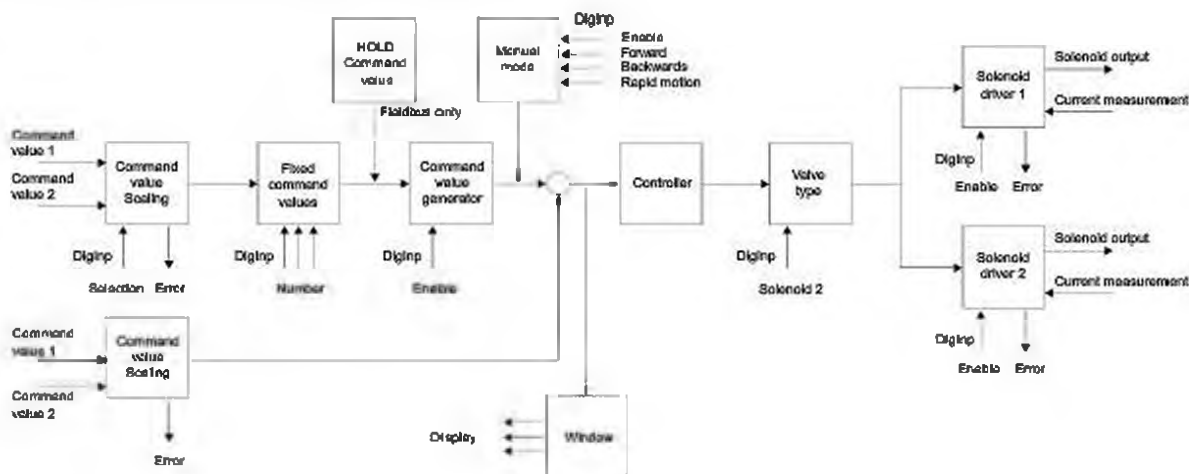 DigInp
Enable
Forward
Backwards
Rapid motion
HOLD
Command
value
Manual
mode
Fieldbus only
Solenoid
driver 1
Solenoid output
Current measurement
DigInp
Enable
Error
Command
value 1
Command
value 2
Command
value
Scaling
Fixed
command
values
Command
value
generator
Controller
Valve
type
DigInp
Selection
Error
DigInp
Number
DigInp
Enable
DigInp
Solenoid 2
Solenoid
driver 2
Solenoid output
Current measurement
DigInp
Enable
Error
Command
value 1
Command
value 2
Command
value
Scaling
Error
Display
Window